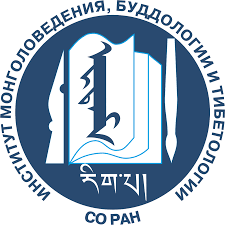 ИНСТИТУТ МОНГОЛОВЕДЕНИЯ, БУДДОЛОГИИ И ТИБЕТОЛОГИИ
རིག་པ།
СО РАН